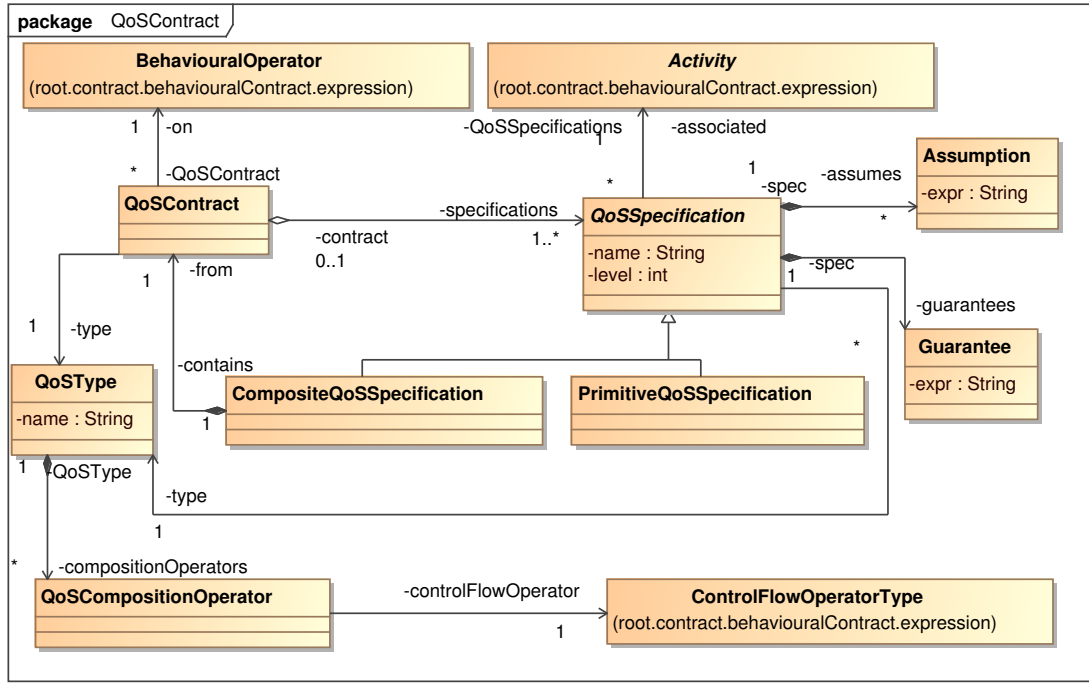 package QoSContract
BehaviouralOperator
(root.contract.behaviouralContract.expression)
Activity
(root.contract.behaviouralContract.expression)
1
-on
*
-QoSContract
-QoSSpecifications
1
-associated
*
QoSContract
-specifications
1..*
-contract
0..1
QoSSpecification
-name : String
-level : int
1
-spec
-assumes
*
Assumption
-expr : String
1
-spec
-guarantees
Guarantee
-expr : String
*
1
-from
1
-type
-contains
1
QoSType
-name : String
CompositeQoSSpecification
PrimitiveQoSSpecification
1
-QoSType
-type
1
*
-compositionOperators
QoSCompositionOperator
-controlFlowOperator
1
ControlFlowOperatorType
(root.contract.behaviouralContract.expression)